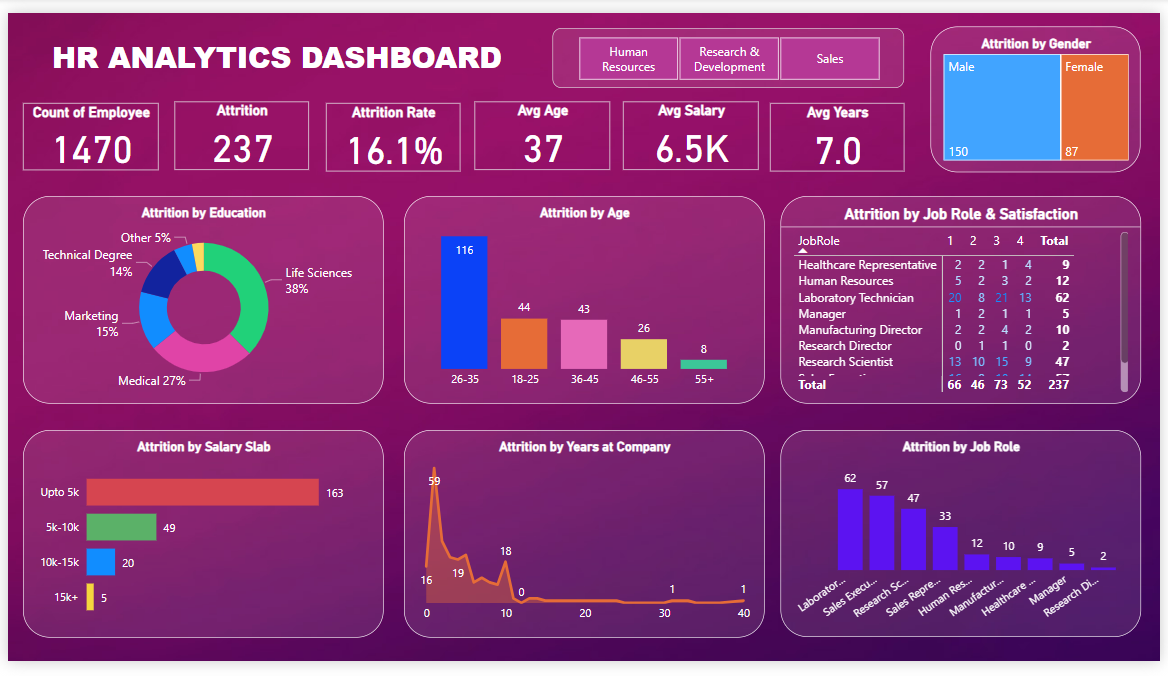 HR ANALYTICS DASHBOARD
Human
Resources
Research &
Development
Sales
Attrition by Gender
Male
Female
150
87
Count of Employee
1470
Attrition
237
Attrition Rate
16.1%
Avg Age
37
Avg Salary
6.5K
Avg Years
7.0
Attrition by Education
Other 5%
Technical Degree
14%
Life Sciences
38%
Marketing
15%
Medical 27%
Attrition by Age
116
44
43
26
8
26-35
18-25
36-45
46-55
55+
Attrition by Job Role & Satisfaction
JobRole 1 2 3 4 Total
Healthcare Representative 2 2 1 4 9
Human Resources 5 2 3 2 12
Laboratory Technician 20 8 21 13 62
Manager 1 2 1 1 5
Manufacturing Director 2 2 4 2 10
Research Director 0 1 1 0 2
Research Scientist 13 10 15 9 47
Total 66 46 73 52 237
Attrition by Salary Slab
Upto 5k 163
5k-10k 49
10k-15k 20
15k+ 5
Attrition by Years at Company
59
16
19
18
0
1
1
0 10 20 30 40
Attrition by Job Role
62
57
47
33
12
10
9
5
2
Laborator...
Sales Execu...
Research Sc...
Sales Repre...
Human Res...
Manufactur...
Healthcare ...
Manager
Research Di...